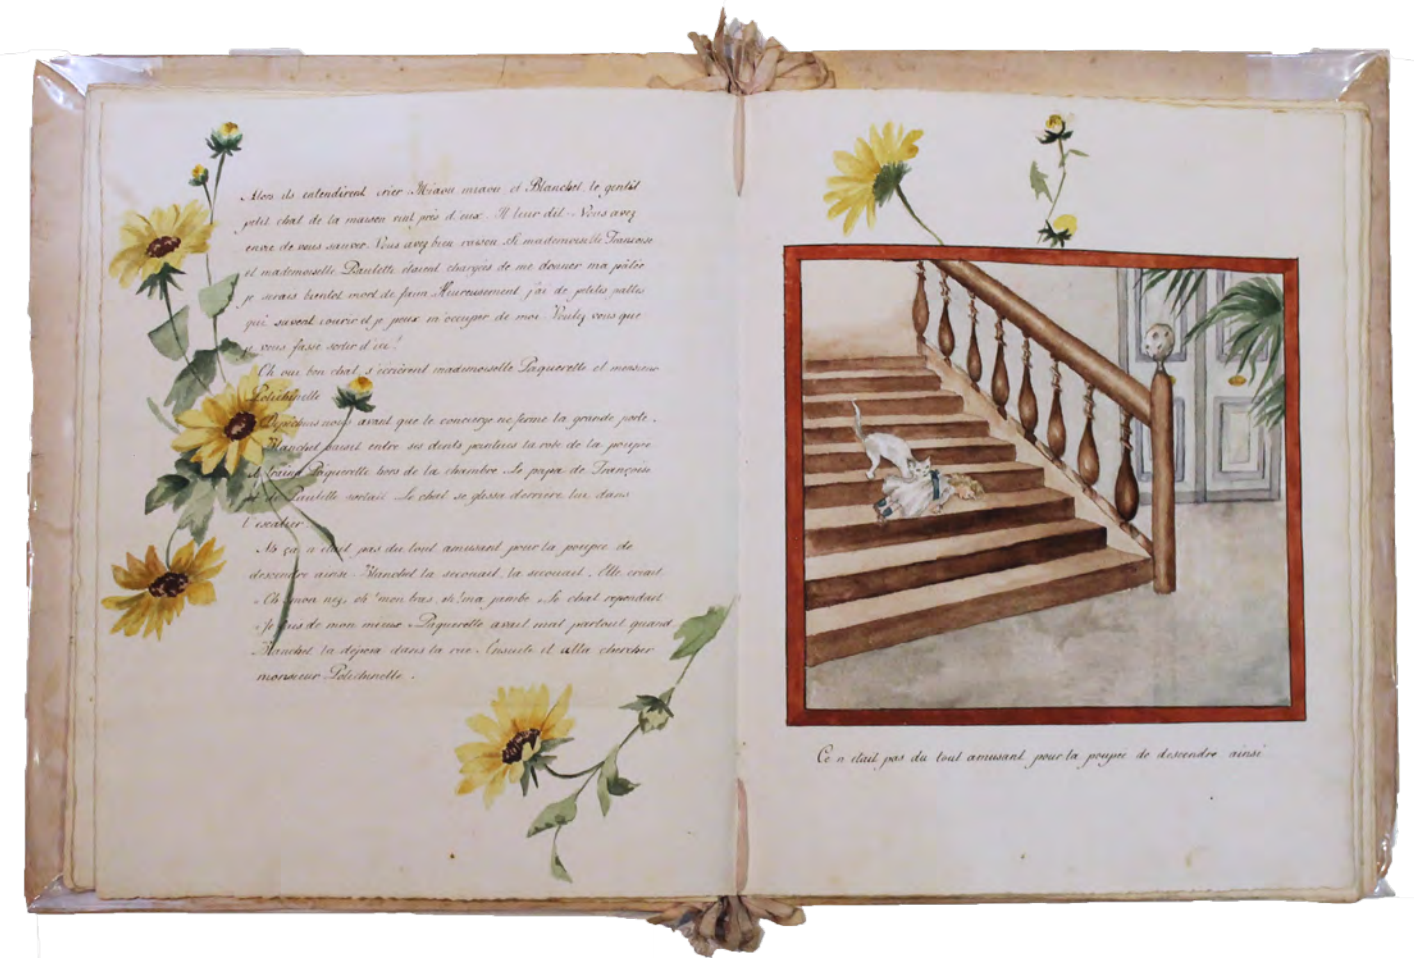 Alors ils entendirent crier Miaou miaou et Blanchet le gentil
petit chat de la maison vint près d'eux. Il leur dit. Vous avez
envie de vous sauver. Vous avez bien raison. Si mademoiselle Françoise
et mademoiselle Paulette étaient chargées de me donner ma pâtée
je serais bientôt mort de faim Heureusement j'ai de petites pattes
qui savent courir et je peux m'occuper de moi. Voulez vous que
je vous fasse sortir d'ici!
Oh oui bon chat, s'écrièrent mademoiselle Paquerette et monsieur
Polichinelle
Dépêchons nous avant que le concierge ne ferme la grande porte.
Blanchet saisit entre ses dents pointues la robe de la poupée
et traina Paquerette hors de la chambre. Le papa de Françoise
et de Paulette sortait. Le chat se glissa derrière lui dans
l'escalier.
Ah ça n'était pas du tout amusant pour la poupée de
descendre ainsi. Blanchet la secouait, la secouait. Elle criait
Oh mon nez, oh! mon bras, oh! ma jambe. Le chat répondait
Je fais de mon mieux. Paquerette avait mal partout quand
Blanchet la déposa dans la rue. Ensuite il alla chercher
monsieur Polichinelle.
Ce n'était pas du tout amusant pour la poupée de descendre ainsi